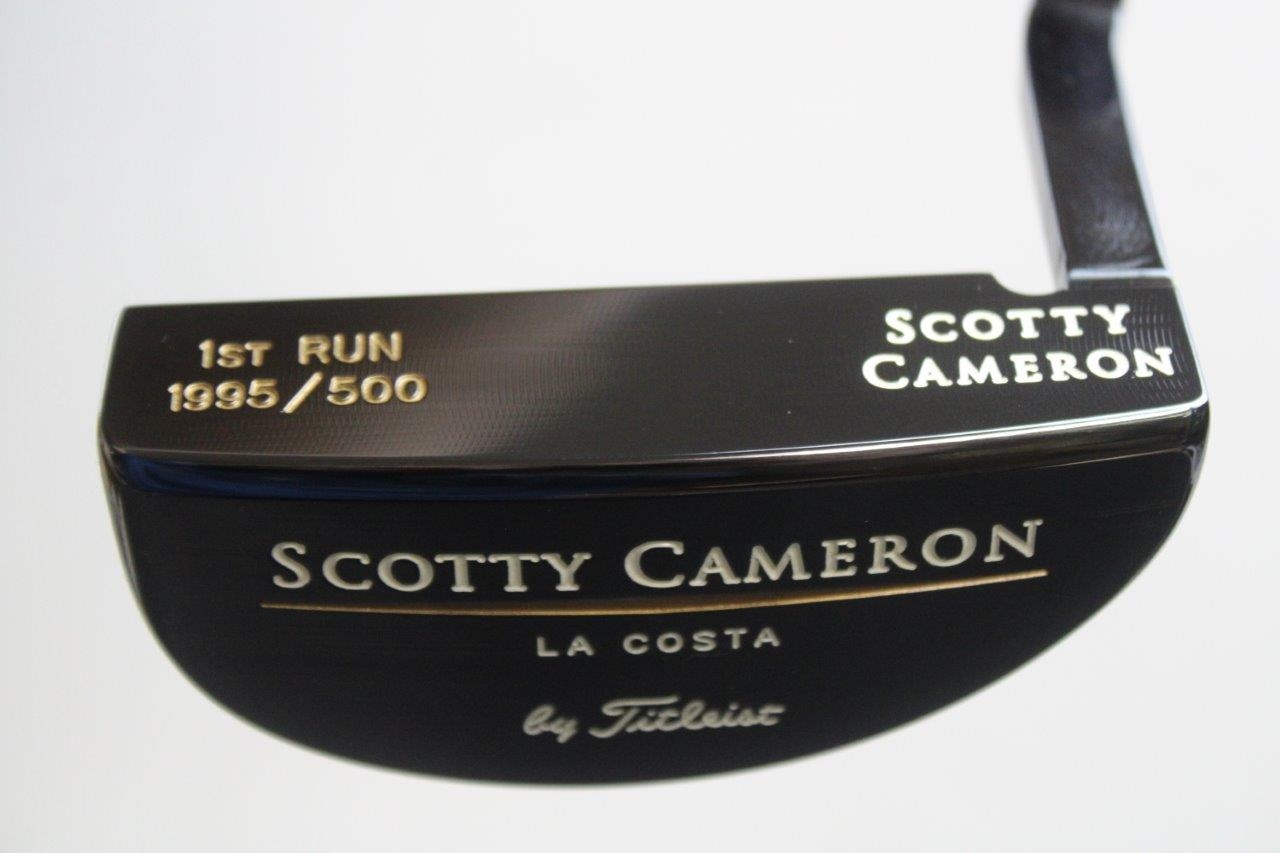 1ST RUN
1995/500
SCOTTY
CAMERON
SCOTTY CAMERON
LA COSTA
by Titleist